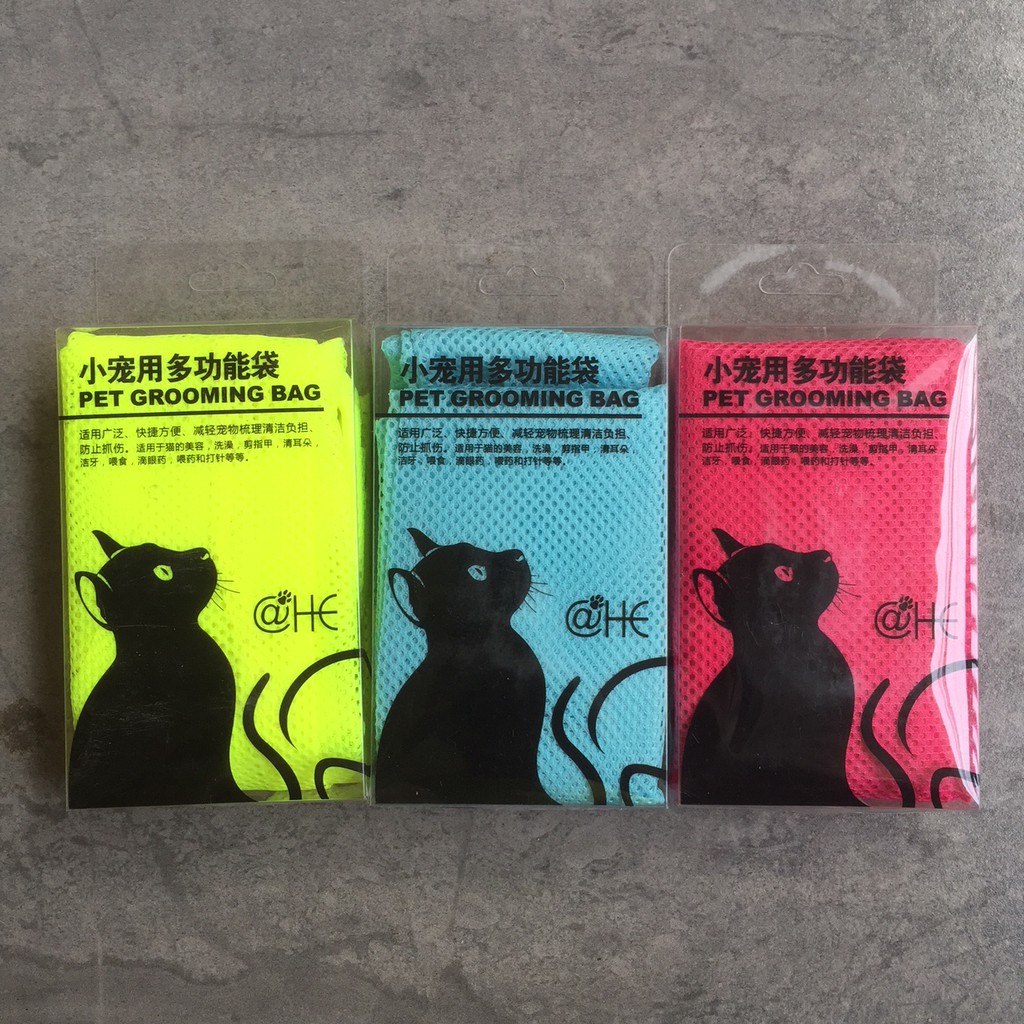 小宠用多功能袋
PET GROOMING BAG
适用广泛、快捷方便、减轻宠物梳理清洁负担、
防止抓伤。适用于猫的美容，洗澡，剪指甲，清耳朵，
洁牙，喂食，滴眼药，喂药和打针等等。
@HE
小宠用多功能袋
PET GROOMING BAG
适用广泛、快捷方便、减轻宠物梳理清洁负担、
防止抓伤。适用于猫的美容，洗澡，剪指甲，清耳朵，
洁牙，喂食，滴眼药，喂药和打针等等。
@HE
小宠用多功能袋
PET GROOMING BAG
适用广泛、快捷方便、减轻宠物梳理清洁负担、
防止抓伤。适用于猫的美容，洗澡，剪指甲，清耳朵，
洁牙，喂食，滴眼药，喂药和打针等等。
@HE